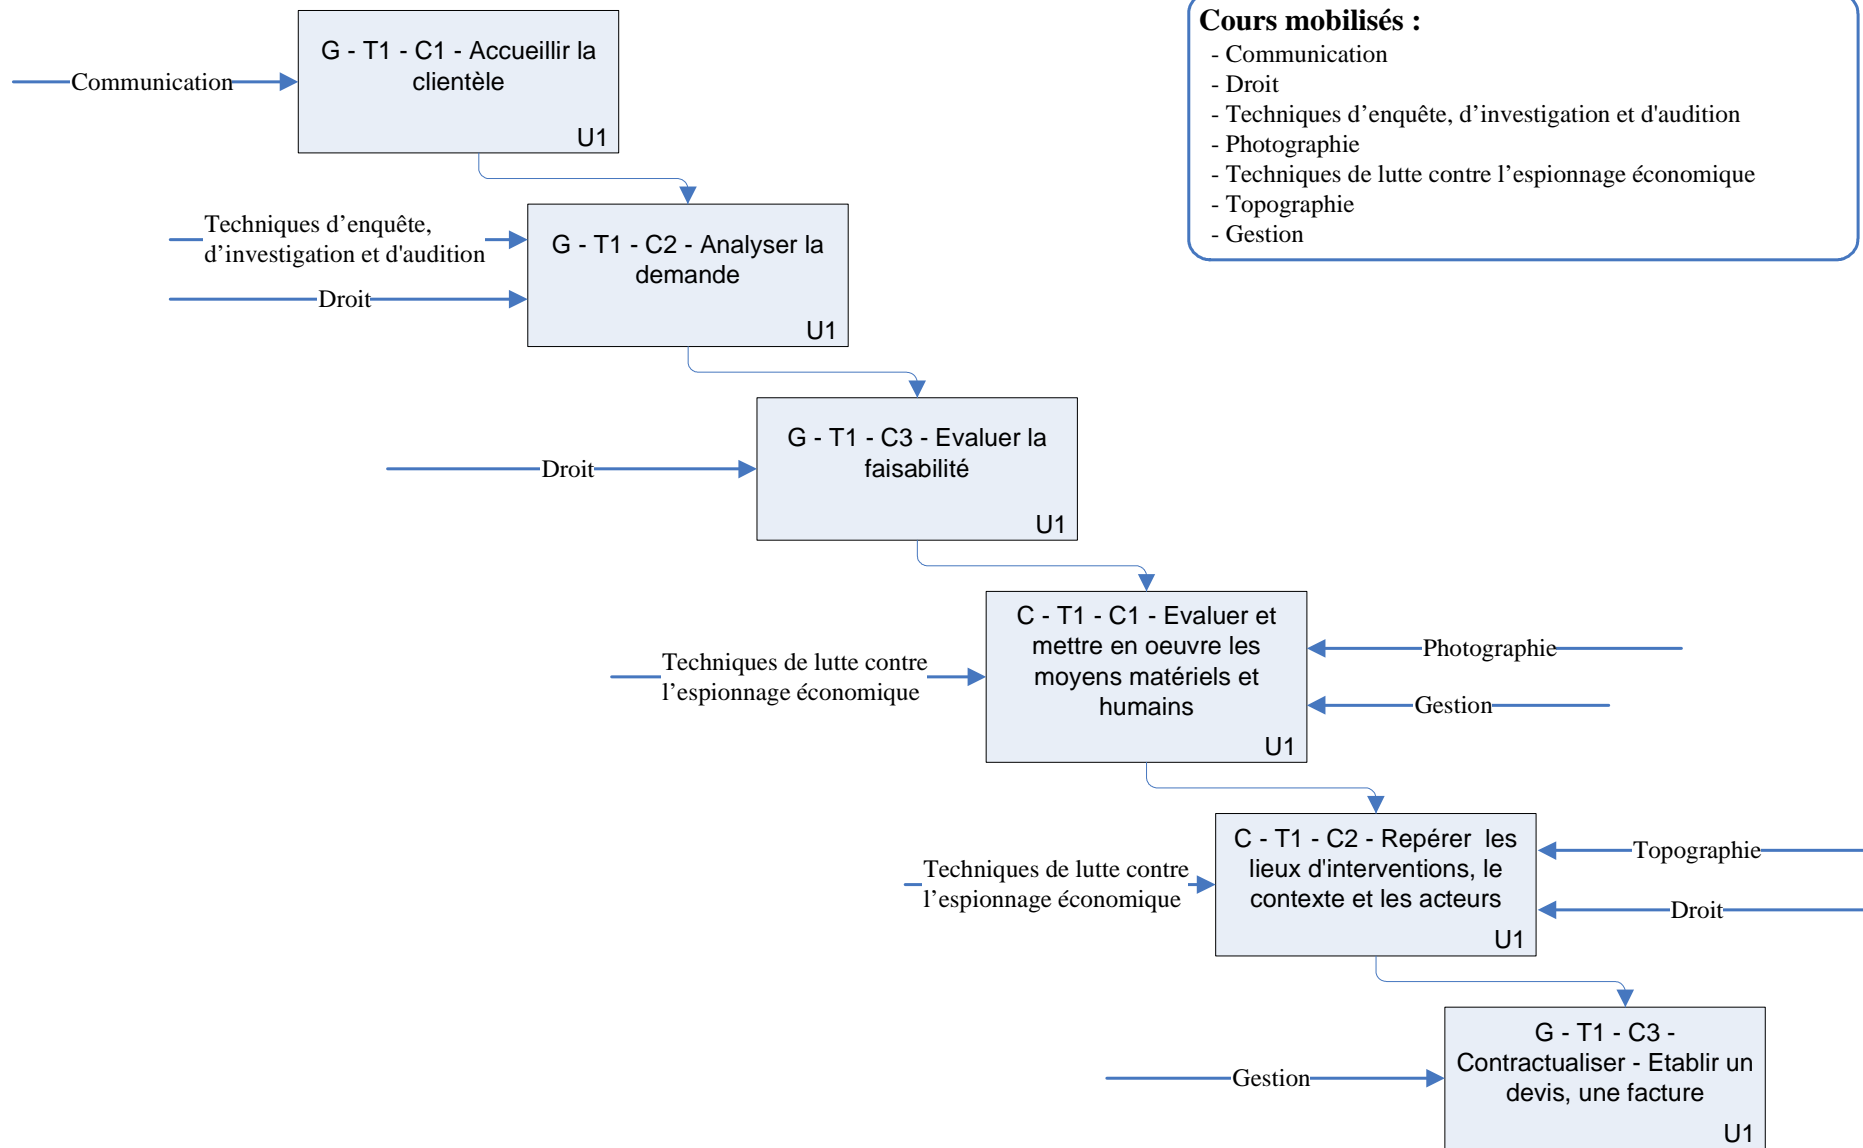 Cours mobilisés :
- Communication
- Droit
- Techniques d’enquête, d’investigation et d'audition
- Photographie
- Techniques de lutte contre l’espionnage économique
- Topographie
- Gestion
Communication
G - T1 - C1 - Accueillir la
clientèle
U1
Techniques d’enquête,
d’investigation et d'audition
Droit
G - T1 - C2 - Analyser la
demande
U1
Droit
G - T1 - C3 - Evaluer la
faisabilité
U1
Techniques de lutte contre
l’espionnage économique
C - T1 - C1 - Evaluer et
mettre en oeuvre les
moyens matériels et
humains
U1
Photographie
Gestion
Techniques de lutte contre
l’espionnage économique
C - T1 - C2 - Repérer  les
lieux d'interventions, le
contexte et les acteurs
U1
Topographie
Droit
Gestion
G - T1 - C3 -
Contractualiser - Etablir un
devis, une facture
U1